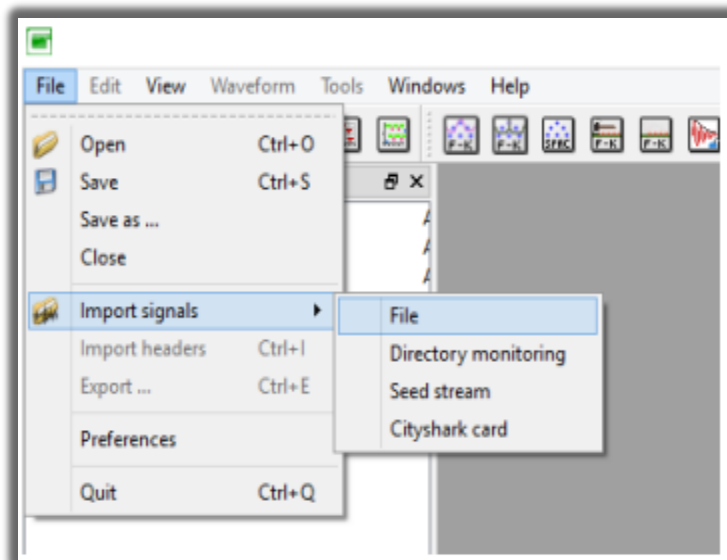 File Edit View Waveform Tools Windows Help
F-K F-K SPAC F-K F-K
Open Ctrl+O
Save Ctrl+S
Save as ...
Close
Import signals
File
Import headers Ctrl+I
Directory monitoring
Export ... Ctrl+E
Seed stream
Cityshark card
Preferences
Quit Ctrl+Q